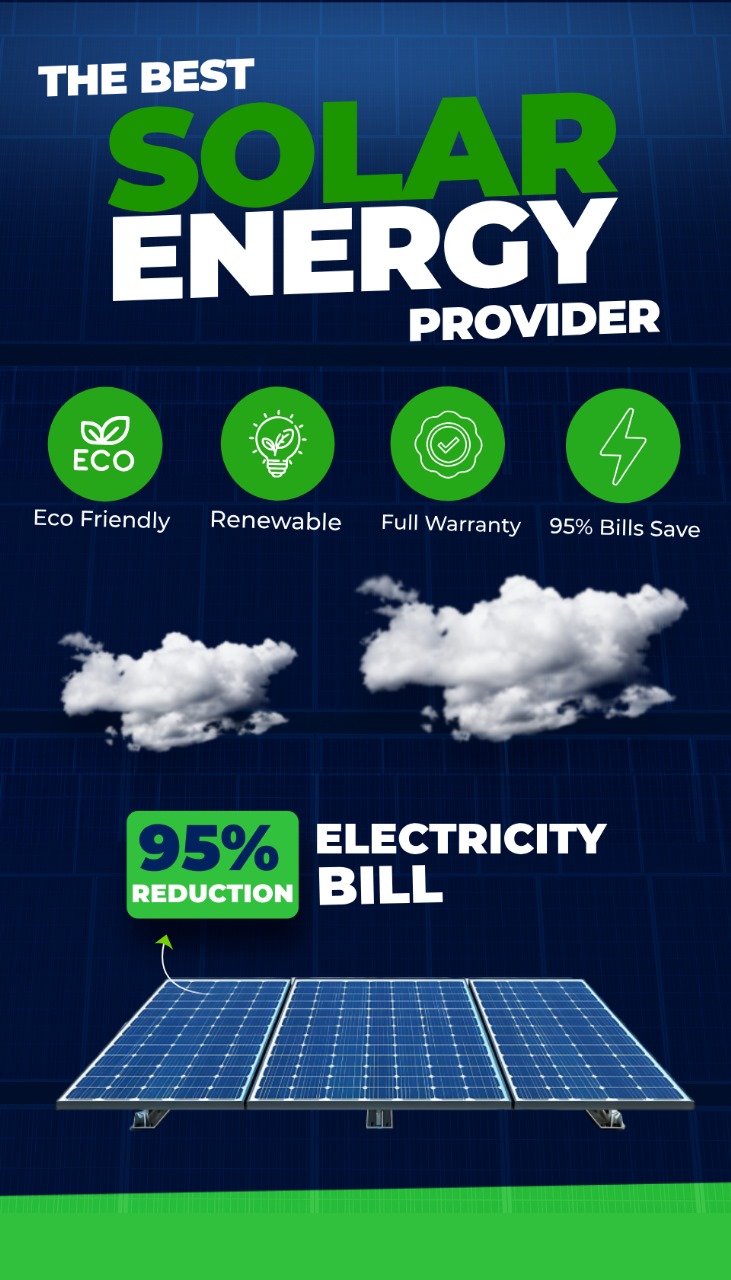 THE BEST
SOLAR
ENERGY
PROVIDER
ECO
Eco Friendly
Renewable
Full Warranty
95% Bills Save
95%
REDUCTION
ELECTRICITY
BILL